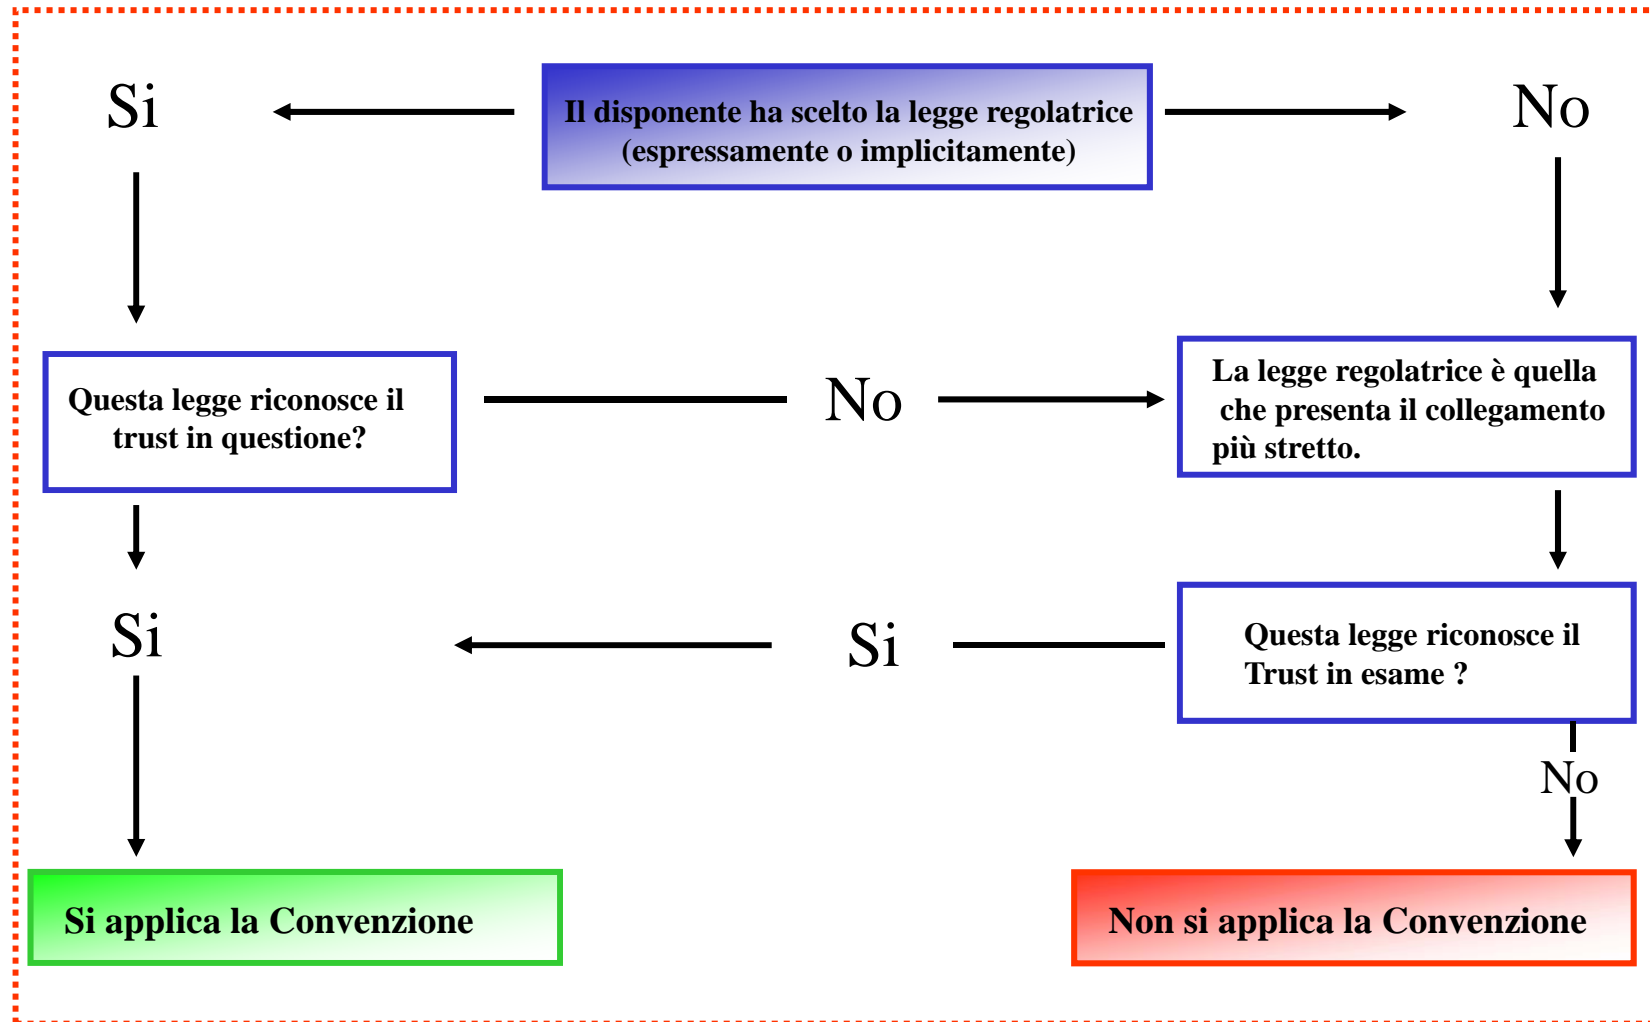 Si
Il disponente ha scelto la legge regolatrice
(espressamente o implicitamente)
No
Questa legge riconosce il
trust in questione?
No
La legge regolatrice è quella
che presenta il collegamento
più stretto.
Si
Si
Questa legge riconosce il
Trust in esame ?
No
Si applica la Convenzione
Non si applica la Convenzione